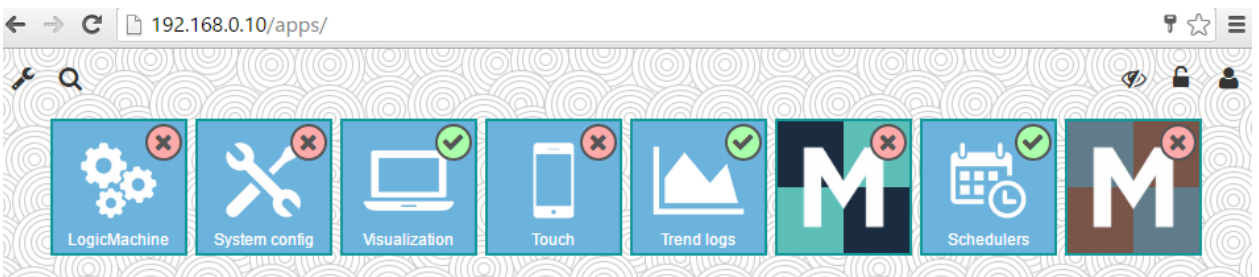 192.168.0.10/apps/
LogicMachine
System config
Visualization
Touch
Trend logs
M
Schedulers
M